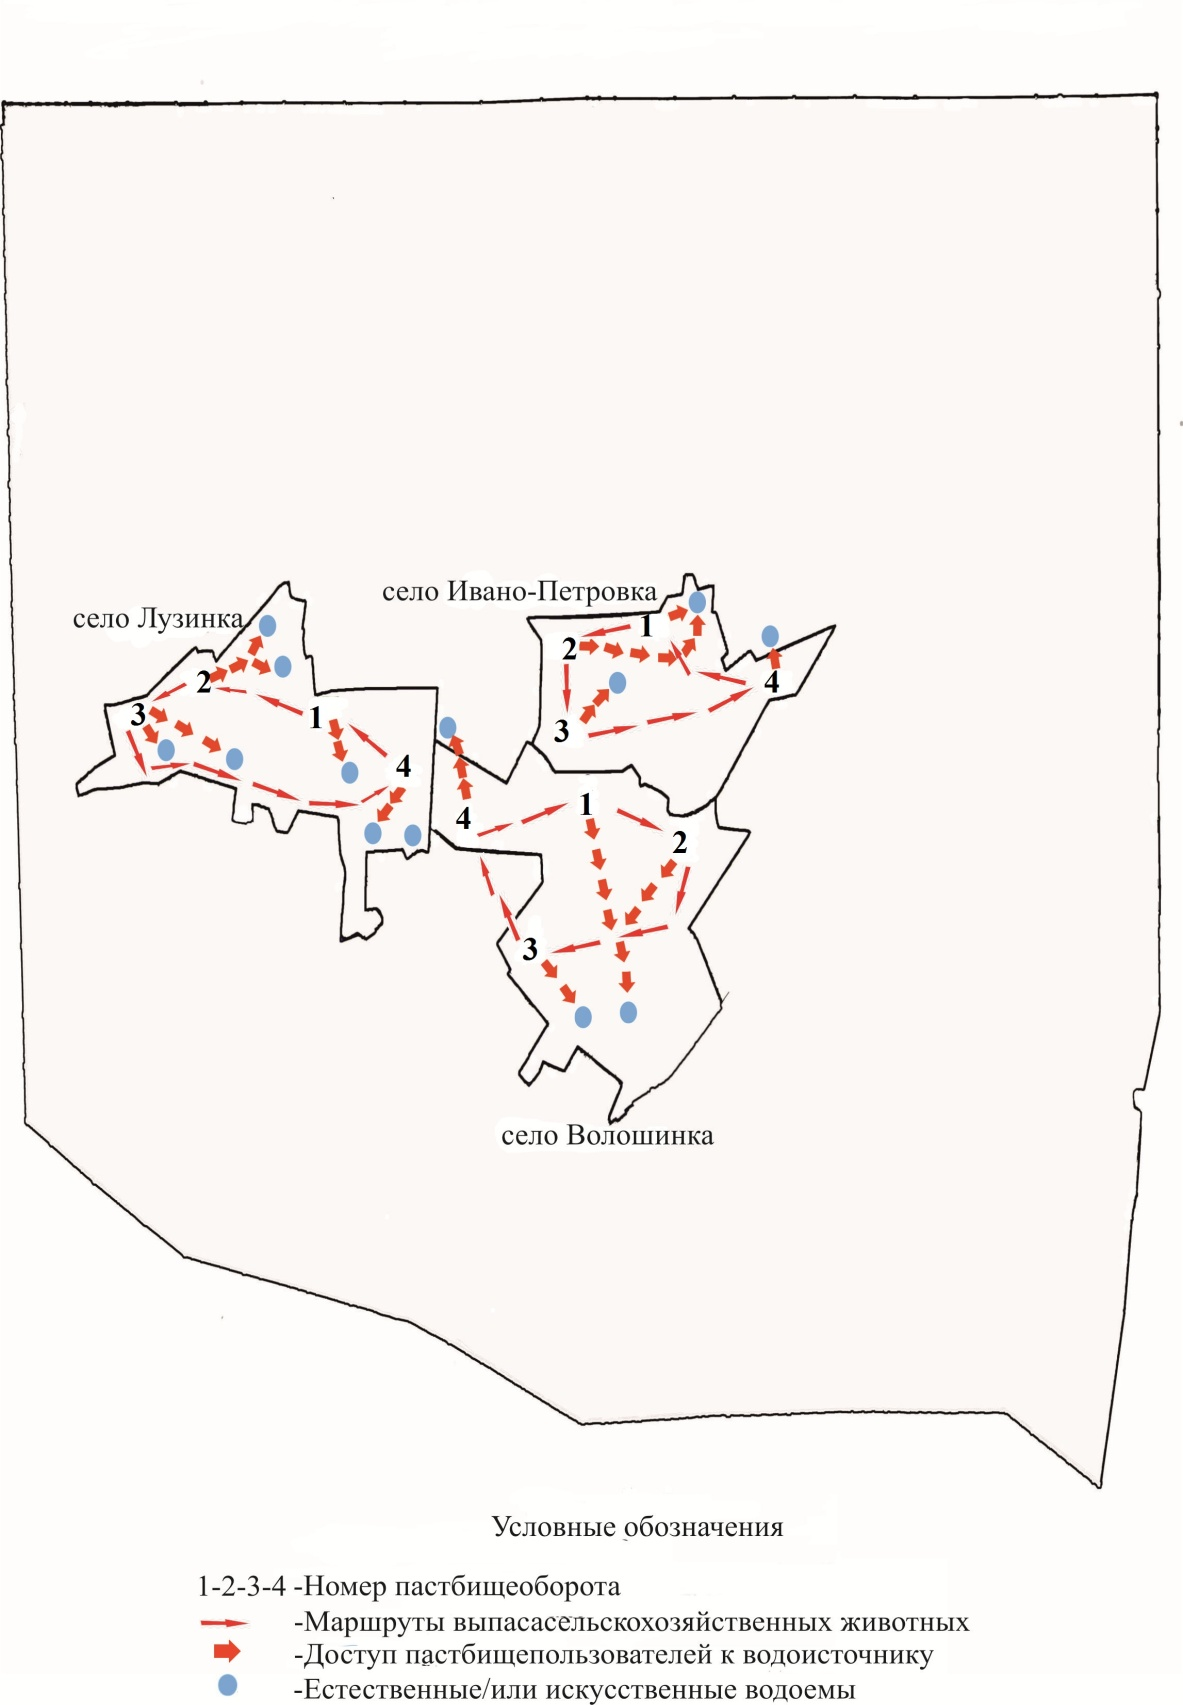 село Ивано-Петровка
село Лузинка
1
2
2
4
3
1
3
4
1
4
2
3
село Волошинка
Условные обозначения
1-2-3-4 -Номер пастбищеоборота
-Маршруты выпасасельскохозяйственных животных
-Доступ пастбищепользователей к водоисточнику
-Естественные/или искусственные водоемы